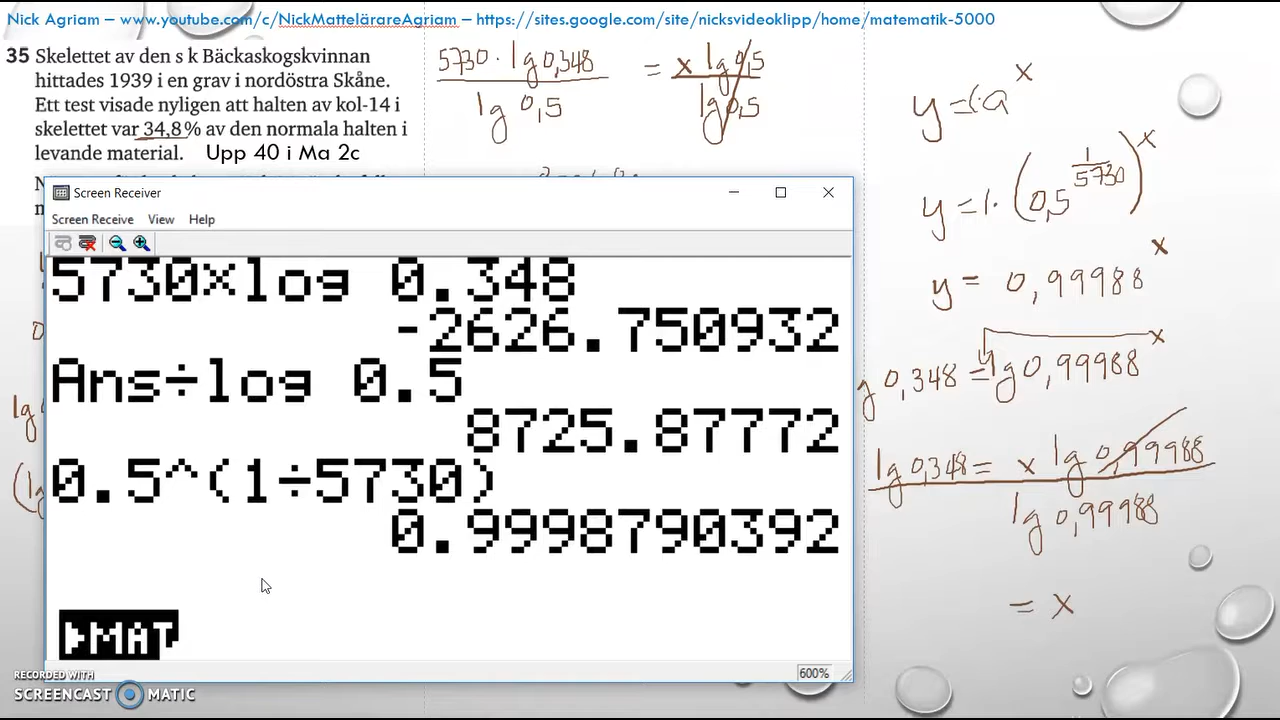 Nick Agriam – www.youtube.com/c/NickMattelärareAgriam – https://sites.google.com/site/nicksvideoklipp/home/matematik-5000
35 Skelettet av den s k Bäckaskogskvinnan
hittades 1939 i en grav i nordöstra Skåne.
Ett test visade nyligen att halten av kol-14 i
skelettet var 34,8% av den normala halten i
levande material. Upp 40 i Ma 2c
5730 · lg 0,348 = x lg 0,5
lg 0,5 lg 0,5
Screen Receiver
Screen Receive View Help
5730×log 0.348
-2626.750932
Ans÷log 0.5
8725.87772
0.5^(1÷5730)
0.9998790392
▶MAT
600%
y = C·a^x
y = 1·(0,5^(1/5730))^x
y = 0,99988^x
g 0,348 = lg 0,99988^x
lg 0,348 = x lg 0,99988
lg 0,99988
= x
RECORDED WITH
SCREENCAST MATIC